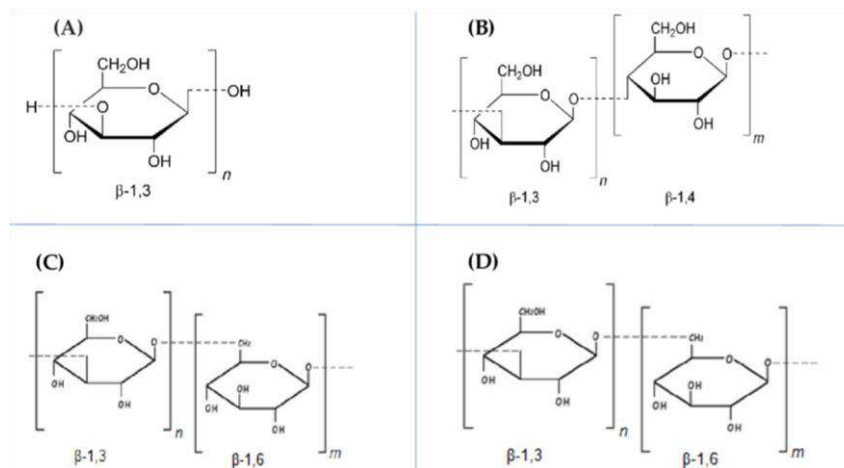 (A)
CH₂OH
O
H
O
OH
OH
OH
n
β-1,3
(B)
CH₂OH
O
O
OH
OH
n
β-1,3
CH₂OH
O
O
OH
OH
m
β-1,4
(C)
CH₂OH
O
O
OH
OH
n
β-1,3
CH₂
O
O
OH
OH
OH
m
β-1,6
(D)
CH₂OH
O
O
OH
OH
n
β-1,3
CH₂
O
O
OH
OH
OH
m
β-1,6